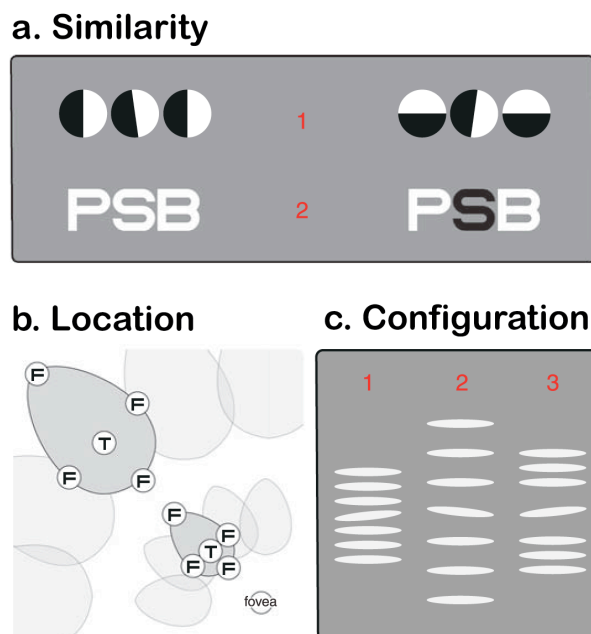 a. Similarity
1
PSB 2 PSB
b. Location
c. Configuration
F
F
T
F
F
F
F
T
F
F
fovea
1 2 3